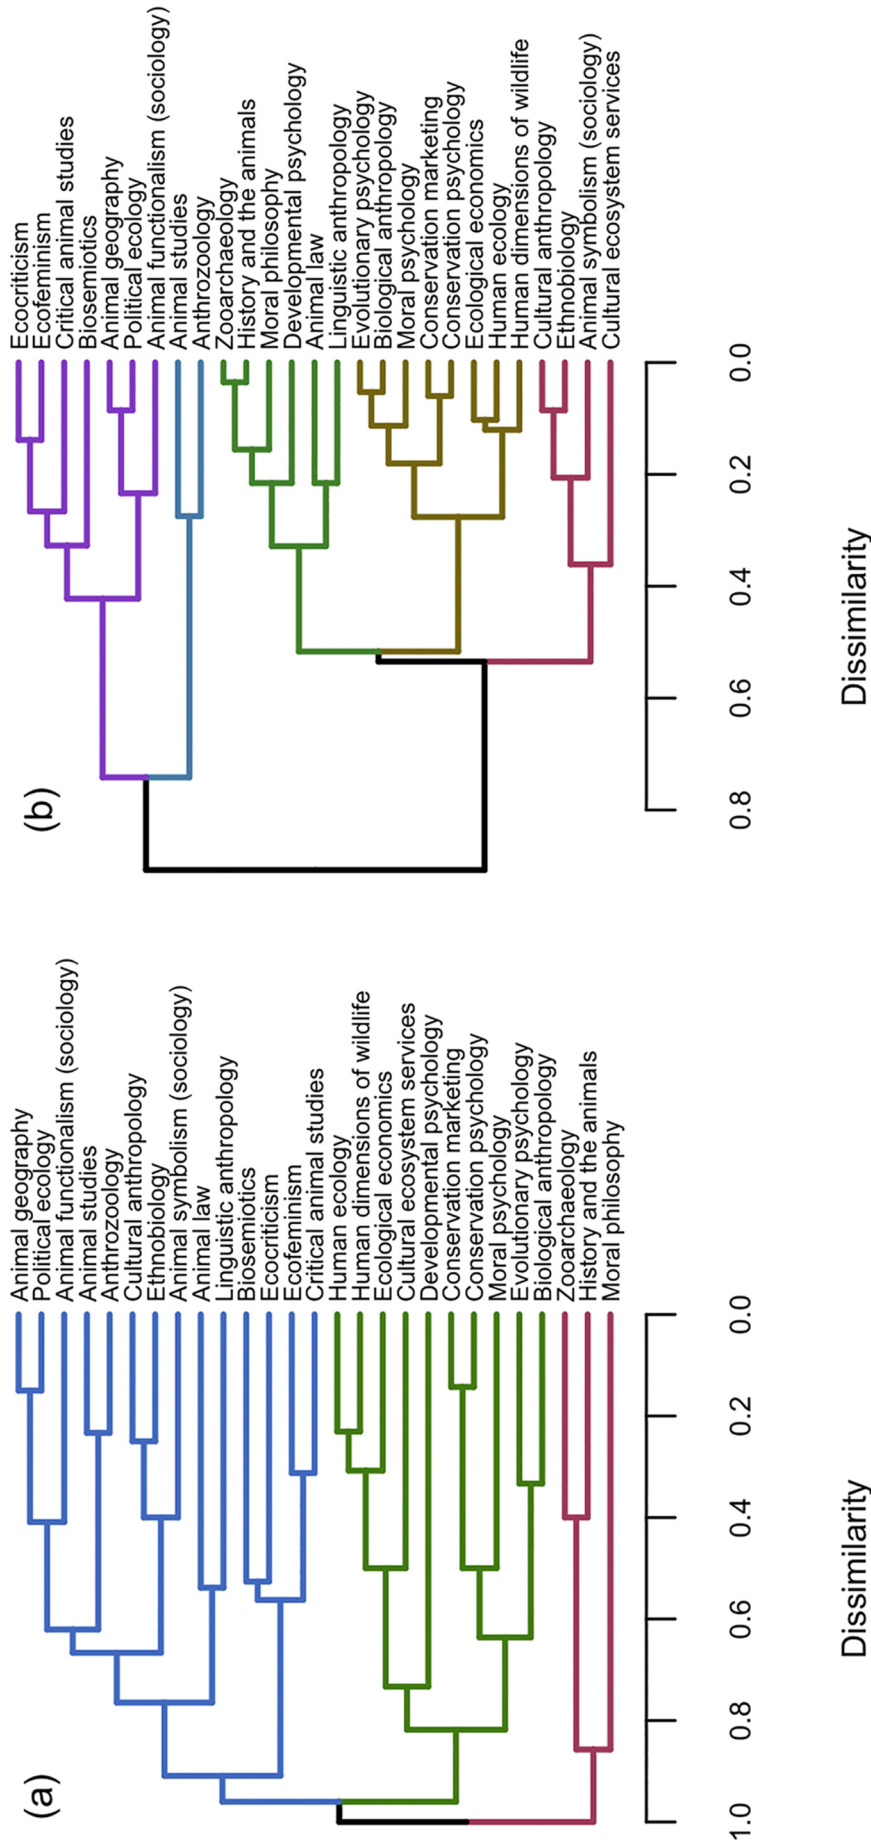 (b)
Ecocriticism
Ecofeminism
Critical animal studies
Biosemiotics
Animal geography
Political ecology
Animal functionalism (sociology)
Animal studies
Anthrozoology
Zooarchaeology
History and the animals
Moral philosophy
Developmental psychology
Animal law
Linguistic anthropology
Evolutionary psychology
Biological anthropology
Moral psychology
Conservation marketing
Conservation psychology
Ecological economics
Human ecology
Human dimensions of wildlife
Cultural anthropology
Ethnobiology
Animal symbolism (sociology)
Cultural ecosystem services
0.8 0.6 0.4 0.2 0.0
Dissimilarity
(a)
Animal geography
Political ecology
Animal functionalism (sociology)
Animal studies
Anthrozoology
Cultural anthropology
Ethnobiology
Animal symbolism (sociology)
Animal law
Linguistic anthropology
Biosemiotics
Ecocriticism
Ecofeminism
Critical animal studies
Human ecology
Human dimensions of wildlife
Ecological economics
Cultural ecosystem services
Developmental psychology
Conservation marketing
Conservation psychology
Moral psychology
Evolutionary psychology
Biological anthropology
Zooarchaeology
History and the animals
Moral philosophy
1.0 0.8 0.6 0.4 0.2 0.0
Dissimilarity